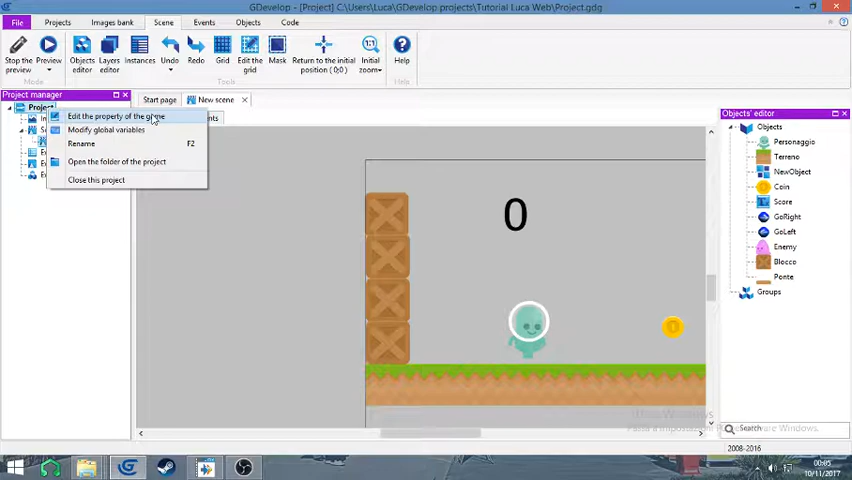 GDevelop - [Project] C:\Users\Luca\GDevelop projects\Tutorial Luca Web\Project.gdg
File Projects Images bank Scene Events Objects Code
Stop the preview Preview Objects editor Layers editor Instances Undo Redo Grid Edit the grid Mask Return to the initial position (0;0) Initial zoom Help
Mode Tools Help
Project manager
Start page New scene
Objects' editor
Project
Edit the property of the game
Modify global variables
Rename F2
Open the folder of the project
Close this project
Objects
Personaggio
Terreno
NewObject
Coin
Score
GoRight
GoLeft
Enemy
Blocco
Ponte
Groups
0
Search
2008-2016
00:05
10/11/2017